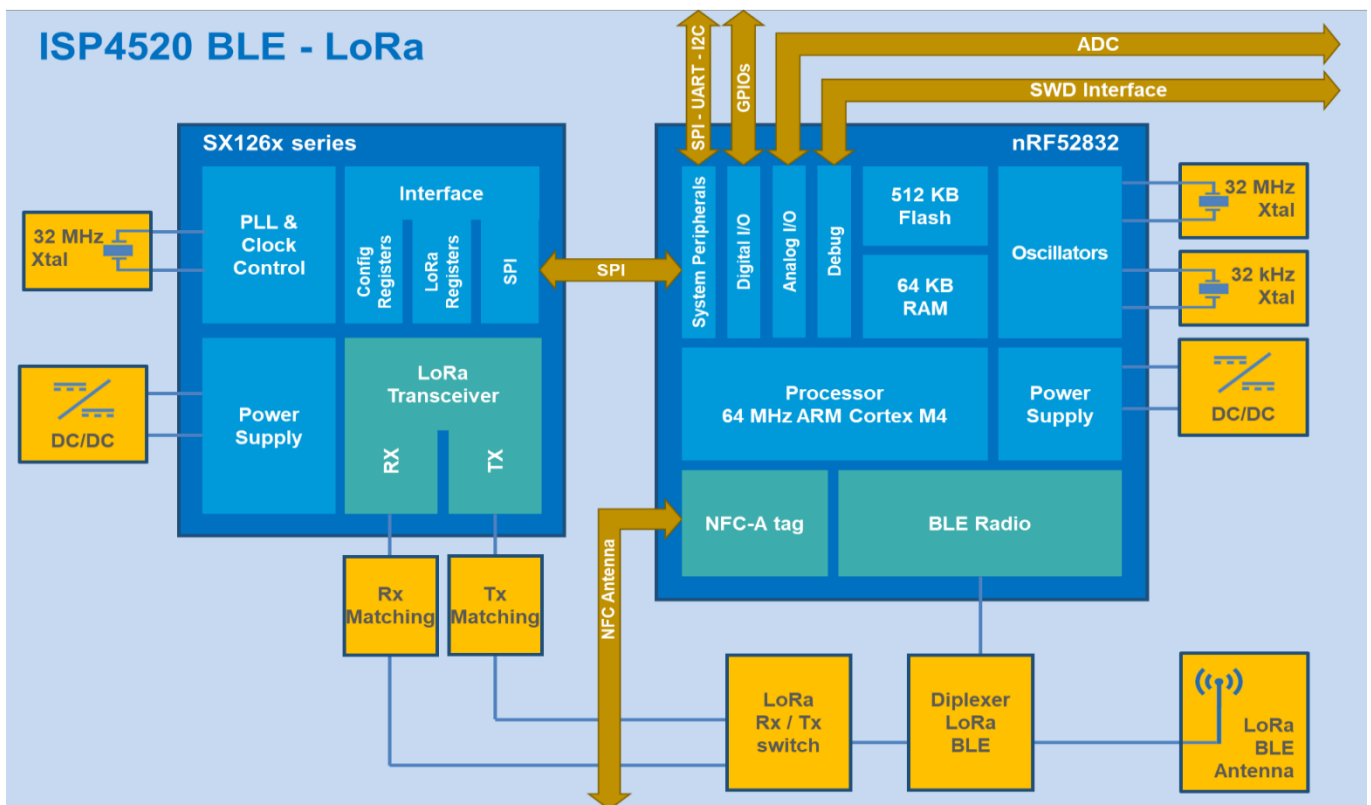 ISP4520 BLE - LoRa
SPI - UART - I2C
GPIOs
ADC
SWD Interface
SX126x series
nRF52832
32 MHz
Xtal
PLL &
Clock
Control
Interface
Config
Registers
LoRa
Registers
SPI
SPI
System Peripherals
Digital I/O
Analog I/O
Debug
512 KB
Flash
64 KB
RAM
Oscillators
32 MHz
Xtal
32 kHz
Xtal
DC/DC
Power
Supply
LoRa
Transceiver
RX
TX
Processor
64 MHz ARM Cortex M4
Power
Supply
DC/DC
NFC-A tag
BLE Radio
Rx
Matching
Tx
Matching
NFC Antenna
LoRa
Rx / Tx
switch
Diplexer
LoRa
BLE
LoRa
BLE
Antenna